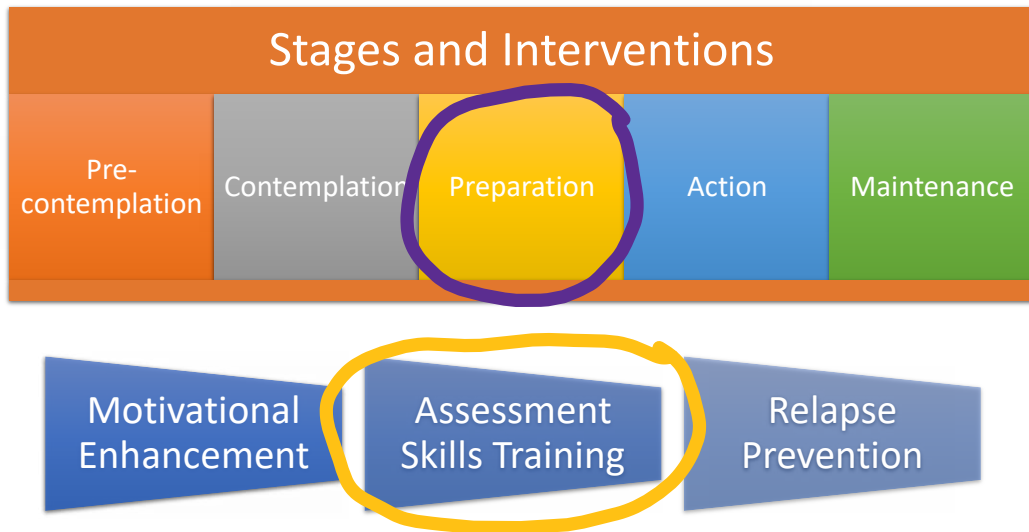 Stages and Interventions
Pre-
contemplation
Contemplation
Preparation
Action
Maintenance
Motivational
Enhancement
Assessment
Skills Training
Relapse
Prevention